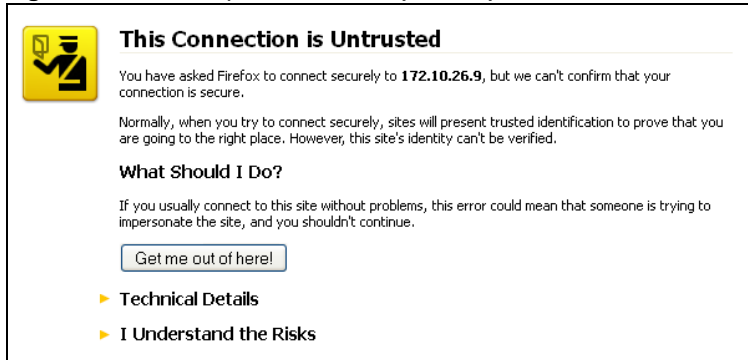 This Connection is Untrusted
You have asked Firefox to connect securely to 172.10.26.9, but we can't confirm that your
connection is secure.
Normally, when you try to connect securely, sites will present trusted identification to prove that you
are going to the right place. However, this site's identity can't be verified.
What Should I Do?
If you usually connect to this site without problems, this error could mean that someone is trying to
impersonate the site, and you shouldn't continue.
Get me out of here!
Technical Details
I Understand the Risks